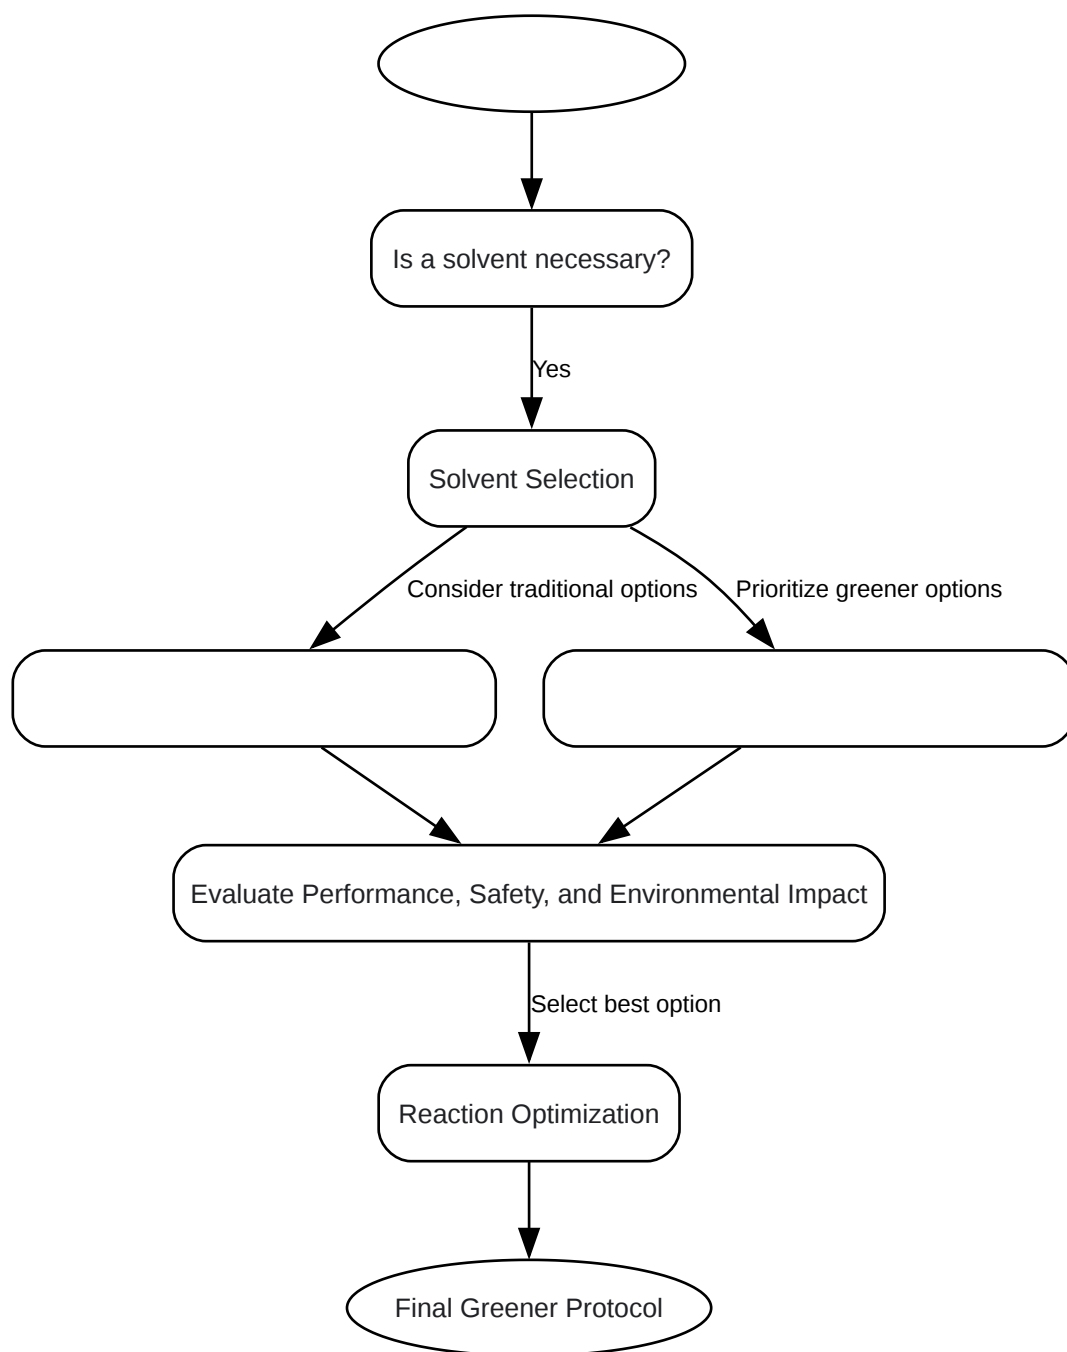 Is a solvent necessary?
Yes
Solvent Selection
Consider traditional options
Prioritize greener options
Evaluate Performance, Safety, and Environmental Impact
Select best option
Reaction Optimization
Final Greener Protocol